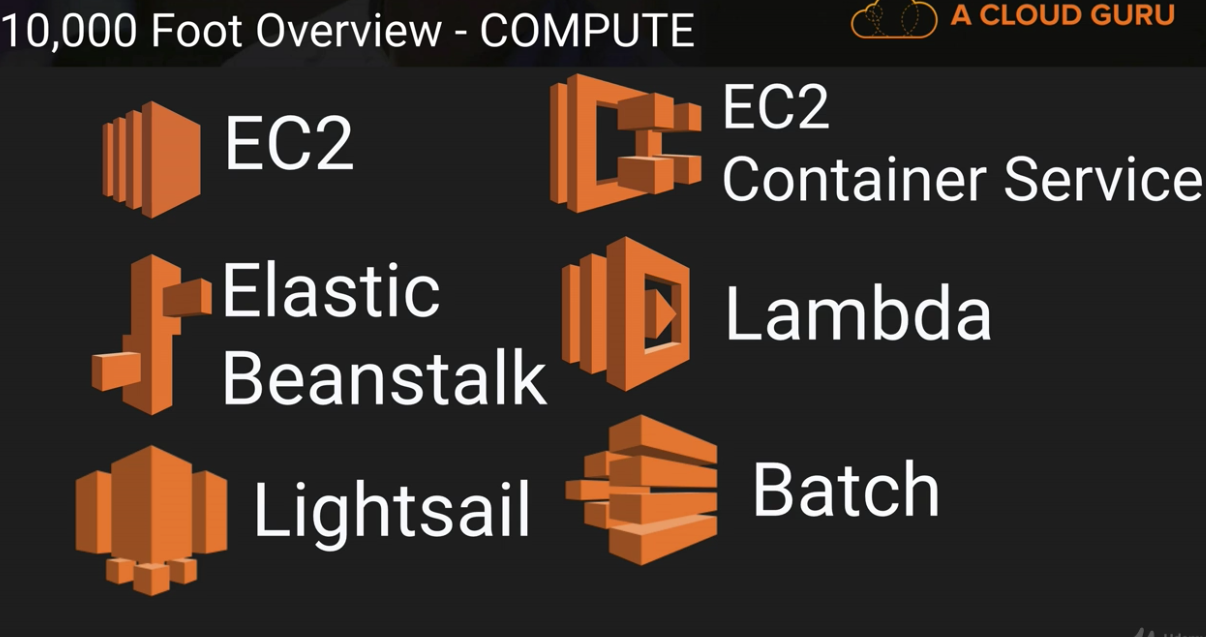 10,000 Foot Overview - COMPUTE
A CLOUD GURU
EC2
EC2
Container Service
Elastic
Beanstalk
Lambda
Lightsail
Batch